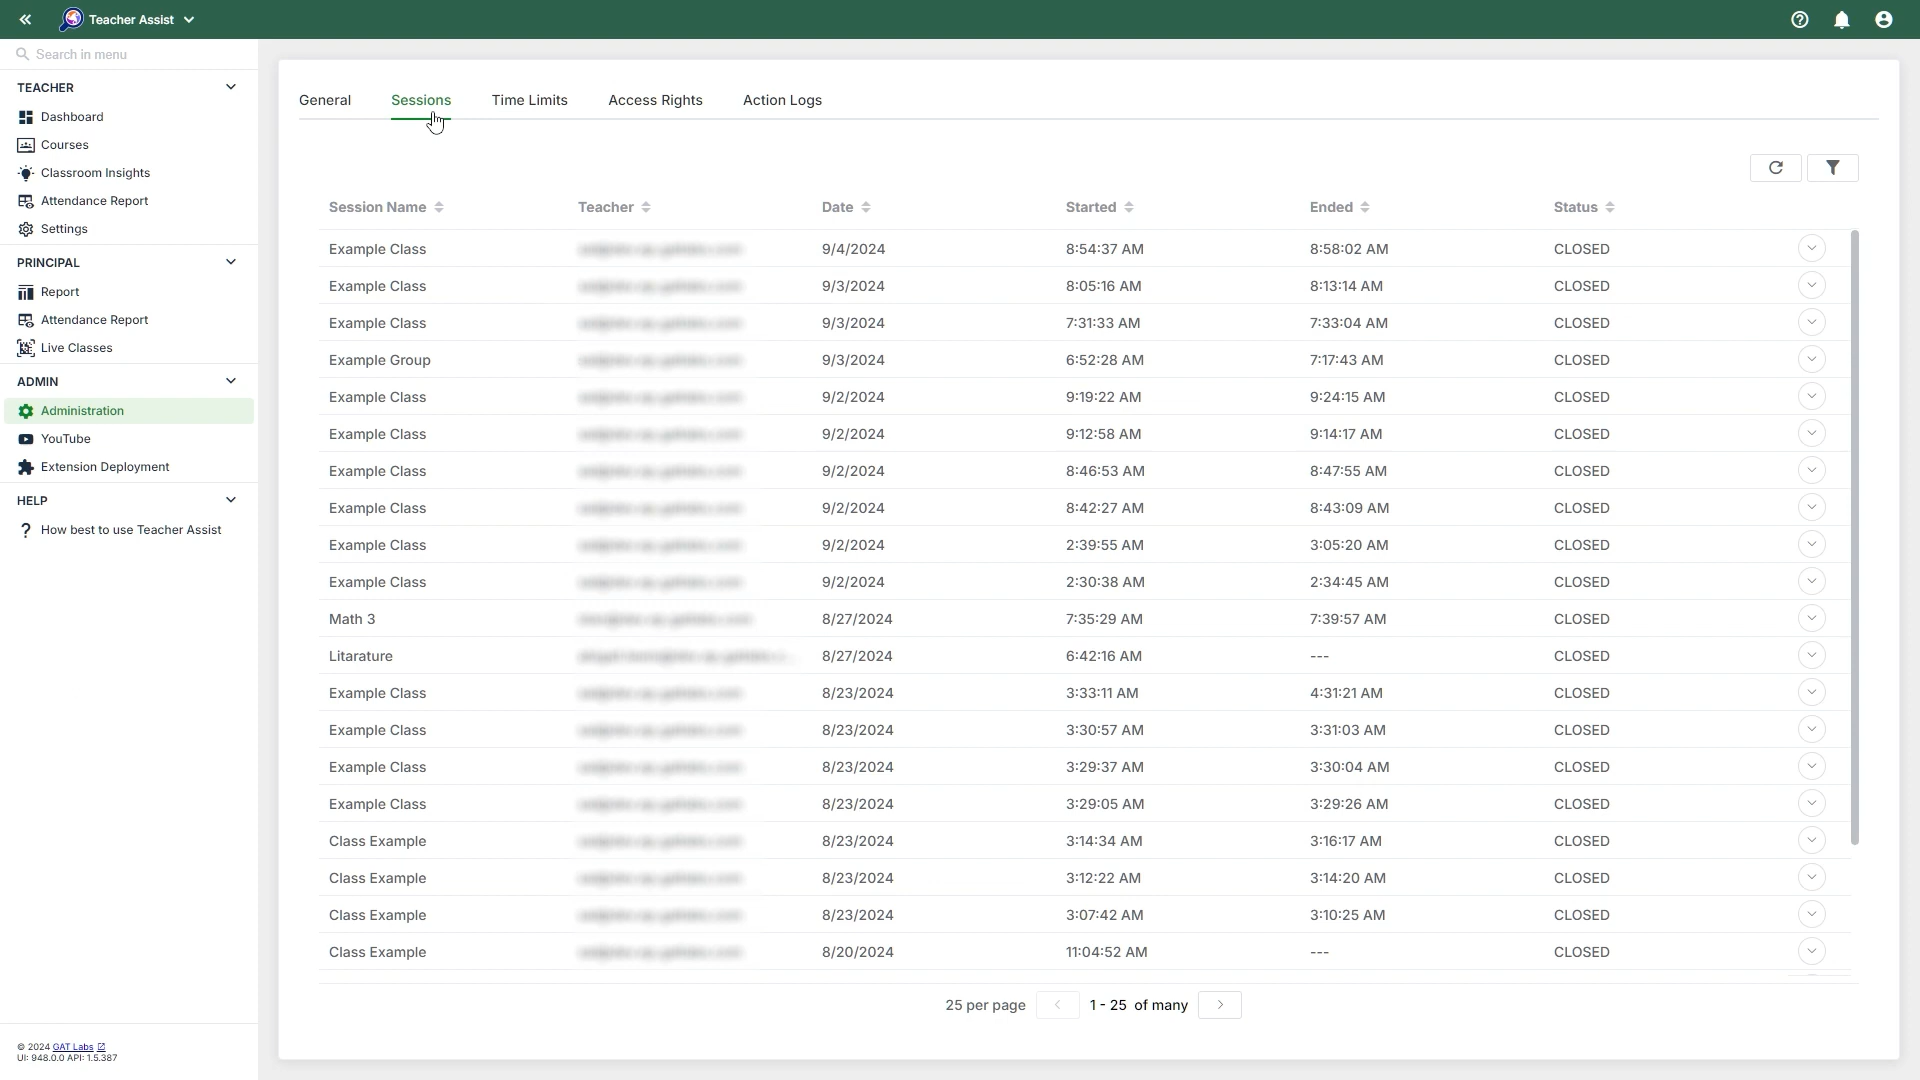 Teacher Assist
Search in menu
TEACHER
Dashboard
Courses
Classroom Insights
Attendance Report
Settings
PRINCIPAL
Report
Attendance Report
Live Classes
ADMIN
Administration
YouTube
Extension Deployment
HELP
? How best to use Teacher Assist
© 2024 GAT Labs
UI: 948.0.0 API: 1.5.387
General Sessions Time Limits Access Rights Action Logs
Session Name Teacher Date Started Ended Status
Example Class 9/4/2024 8:54:37 AM 8:58:02 AM CLOSED
Example Class 9/3/2024 8:05:16 AM 8:13:14 AM CLOSED
Example Class 9/3/2024 7:31:33 AM 7:33:04 AM CLOSED
Example Group 9/3/2024 6:52:28 AM 7:17:43 AM CLOSED
Example Class 9/2/2024 9:19:22 AM 9:24:15 AM CLOSED
Example Class 9/2/2024 9:12:58 AM 9:14:17 AM CLOSED
Example Class 9/2/2024 8:46:53 AM 8:47:55 AM CLOSED
Example Class 9/2/2024 8:42:27 AM 8:43:09 AM CLOSED
Example Class 9/2/2024 2:39:55 AM 3:05:20 AM CLOSED
Example Class 9/2/2024 2:30:38 AM 2:34:45 AM CLOSED
Math 3 8/27/2024 7:35:29 AM 7:39:57 AM CLOSED
Litarature 8/27/2024 6:42:16 AM --- CLOSED
Example Class 8/23/2024 3:33:11 AM 4:31:21 AM CLOSED
Example Class 8/23/2024 3:30:57 AM 3:31:03 AM CLOSED
Example Class 8/23/2024 3:29:37 AM 3:30:04 AM CLOSED
Example Class 8/23/2024 3:29:05 AM 3:29:26 AM CLOSED
Class Example 8/23/2024 3:14:34 AM 3:16:17 AM CLOSED
Class Example 8/23/2024 3:12:22 AM 3:14:20 AM CLOSED
Class Example 8/23/2024 3:07:42 AM 3:10:25 AM CLOSED
Class Example 8/20/2024 11:04:52 AM --- CLOSED
25 per page 1 - 25 of many